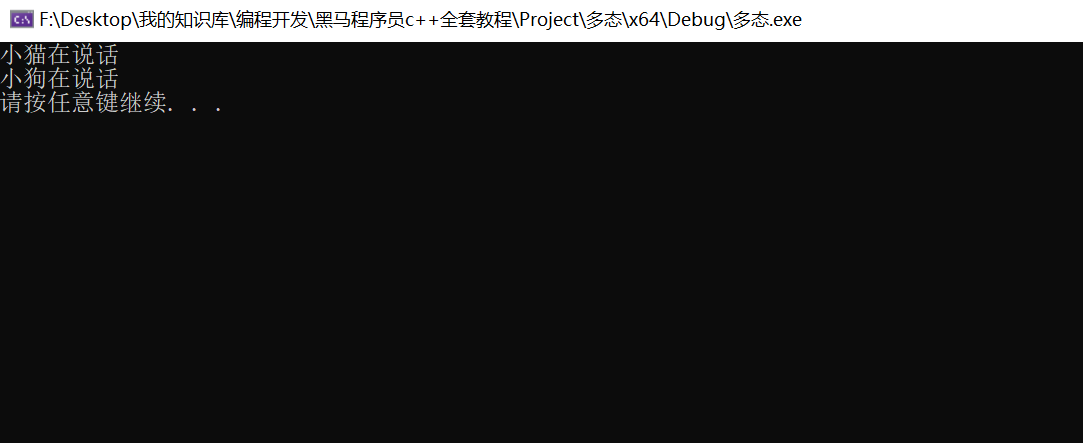 F:\Desktop\我的知识库\编程开发\黑马程序员c++全套教程\Project\多态\x64\Debug\多态.exe
小猫在说话
小狗在说话
请按任意键继续. . .